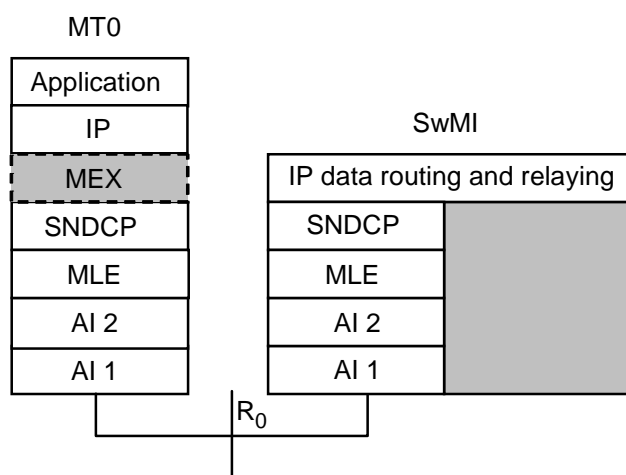 MT0
Application
IP
MEX
SNDCP
MLE
AI 2
AI 1
SwMI
IP data routing and relaying
SNDCP
MLE
AI 2
AI 1
R0